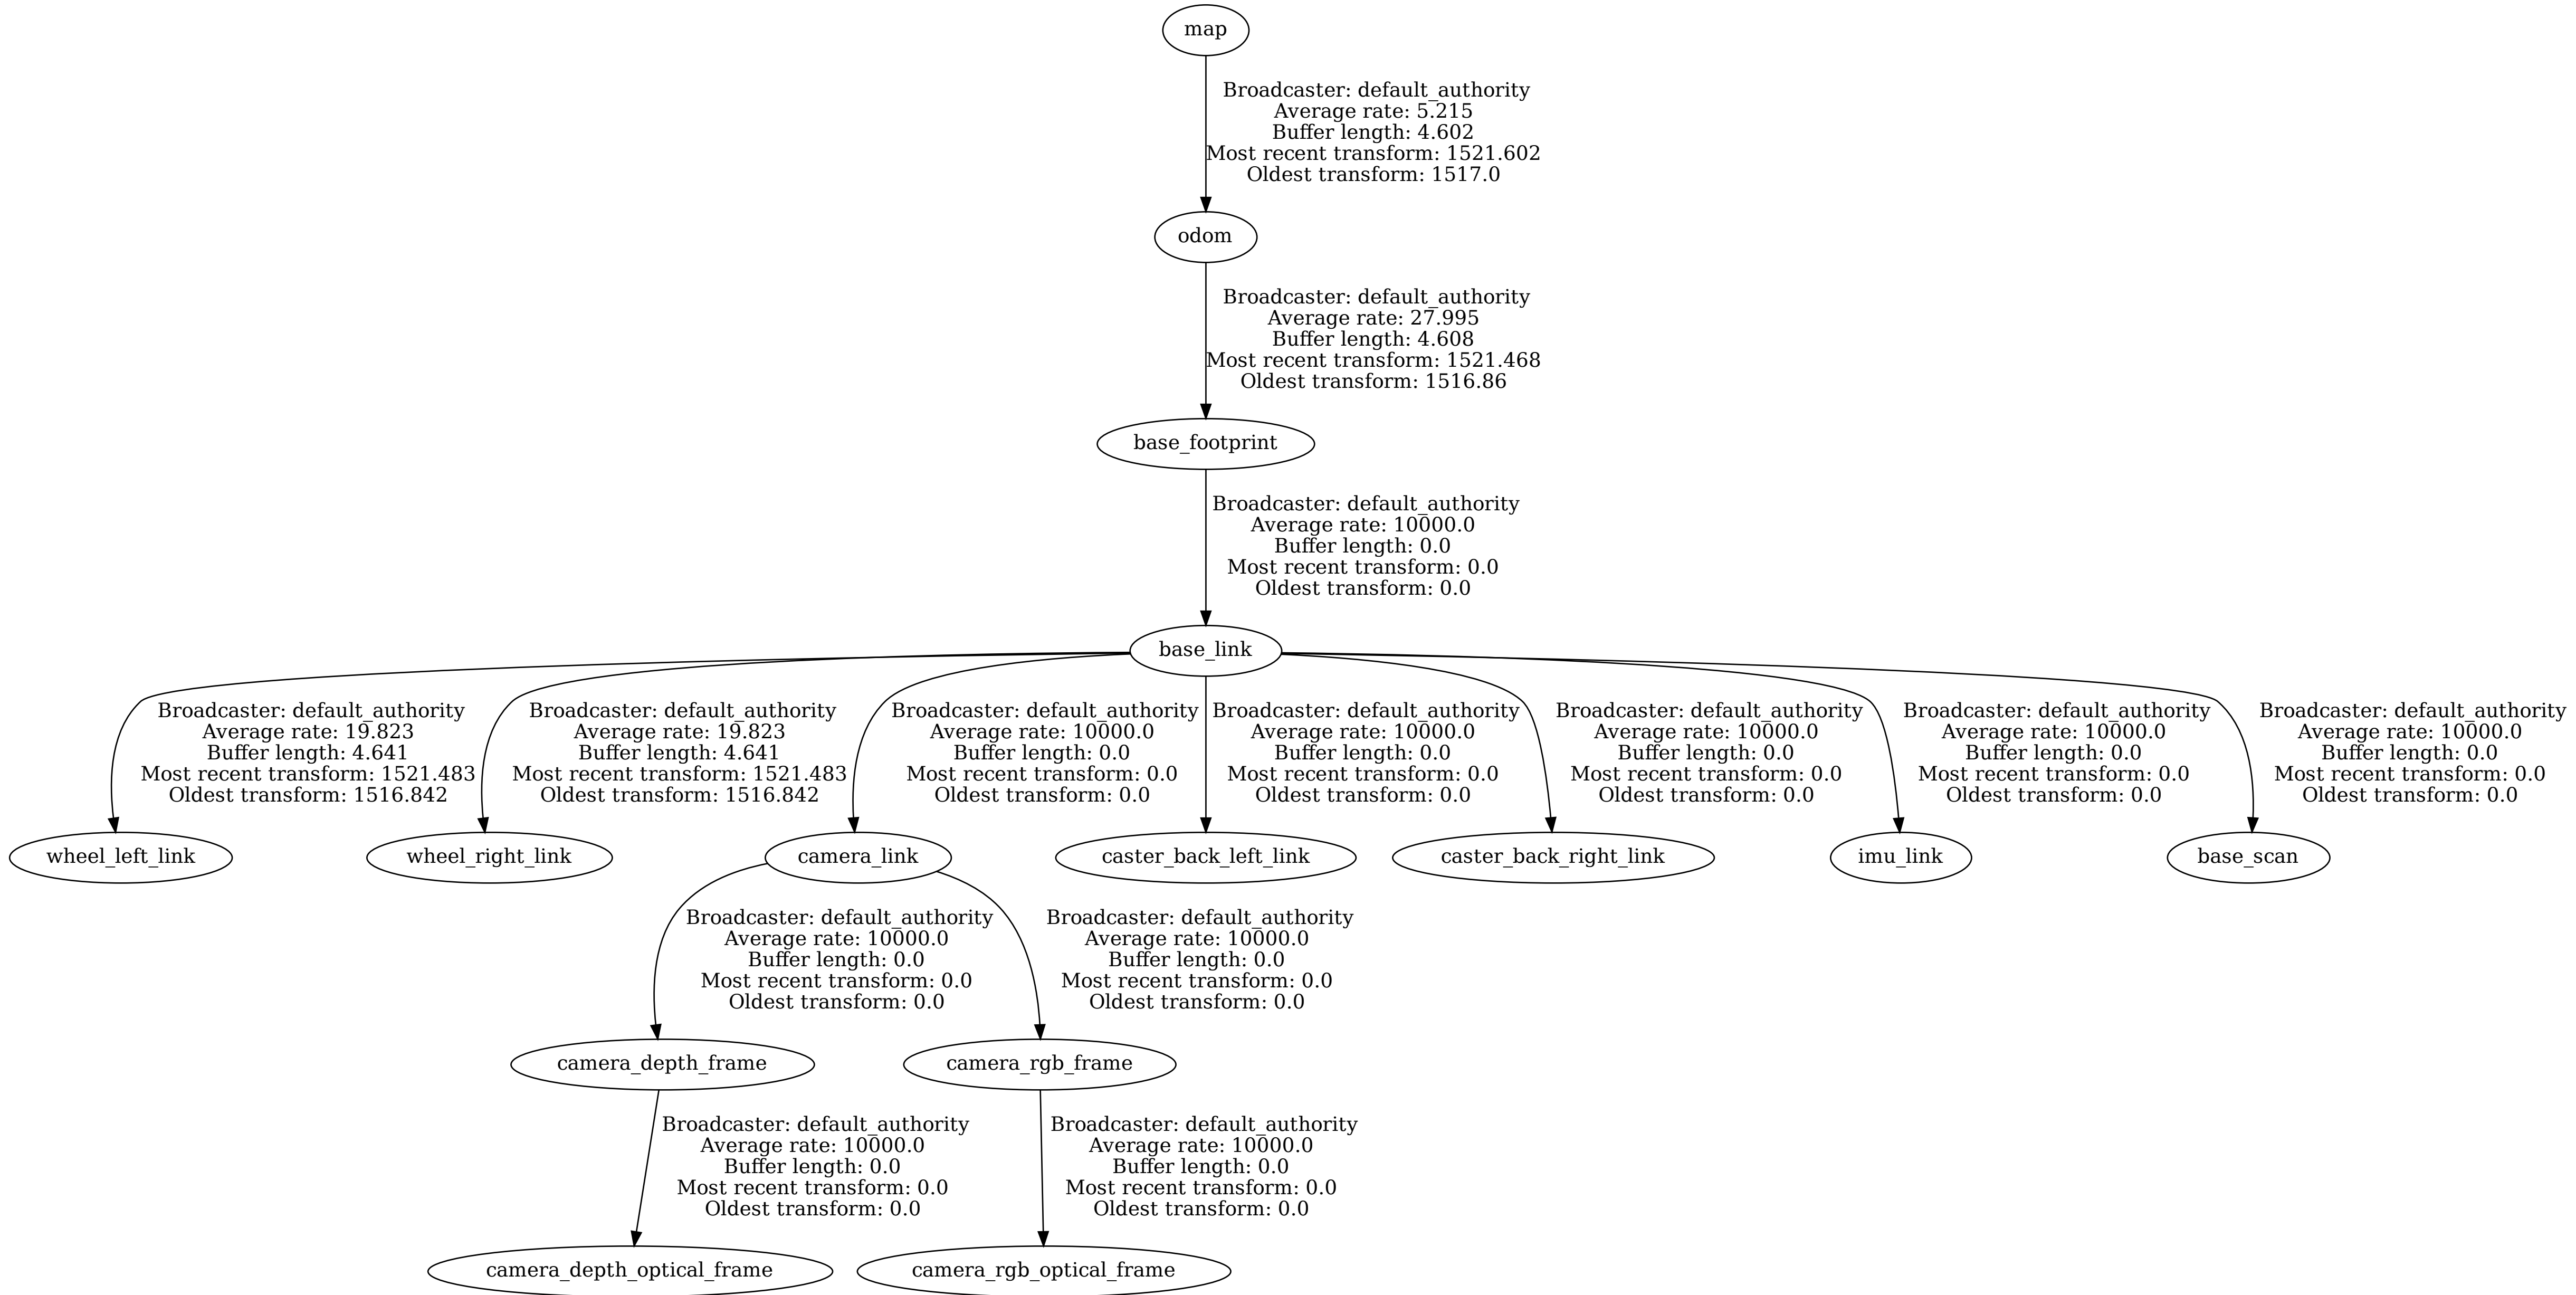 map
Broadcaster: default_authority
Average rate: 5.215
Buffer length: 4.602
Most recent transform: 1521.602
Oldest transform: 1517.0
odom
Broadcaster: default_authority
Average rate: 27.995
Buffer length: 4.608
Most recent transform: 1521.468
Oldest transform: 1516.86
base_footprint
Broadcaster: default_authority
Average rate: 10000.0
Buffer length: 0.0
Most recent transform: 0.0
Oldest transform: 0.0
base_link
Broadcaster: default_authority
Average rate: 19.823
Buffer length: 4.641
Most recent transform: 1521.483
Oldest transform: 1516.842
Broadcaster: default_authority
Average rate: 19.823
Buffer length: 4.641
Most recent transform: 1521.483
Oldest transform: 1516.842
Broadcaster: default_authority
Average rate: 10000.0
Buffer length: 0.0
Most recent transform: 0.0
Oldest transform: 0.0
Broadcaster: default_authority
Average rate: 10000.0
Buffer length: 0.0
Most recent transform: 0.0
Oldest transform: 0.0
Broadcaster: default_authority
Average rate: 10000.0
Buffer length: 0.0
Most recent transform: 0.0
Oldest transform: 0.0
Broadcaster: default_authority
Average rate: 10000.0
Buffer length: 0.0
Most recent transform: 0.0
Oldest transform: 0.0
Broadcaster: default_authority
Average rate: 10000.0
Buffer length: 0.0
Most recent transform: 0.0
Oldest transform: 0.0
wheel_left_link
wheel_right_link
camera_link
caster_back_left_link
caster_back_right_link
imu_link
base_scan
Broadcaster: default_authority
Average rate: 10000.0
Buffer length: 0.0
Most recent transform: 0.0
Oldest transform: 0.0
Broadcaster: default_authority
Average rate: 10000.0
Buffer length: 0.0
Most recent transform: 0.0
Oldest transform: 0.0
camera_depth_frame
camera_rgb_frame
Broadcaster: default_authority
Average rate: 10000.0
Buffer length: 0.0
Most recent transform: 0.0
Oldest transform: 0.0
Broadcaster: default_authority
Average rate: 10000.0
Buffer length: 0.0
Most recent transform: 0.0
Oldest transform: 0.0
camera_depth_optical_frame
camera_rgb_optical_frame